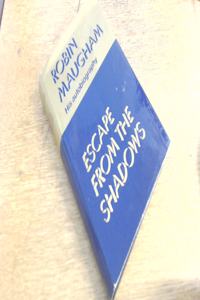 ROBIN
MAUGHAM
His autobiography
ESCAPE
FROM THE
SHADOWS